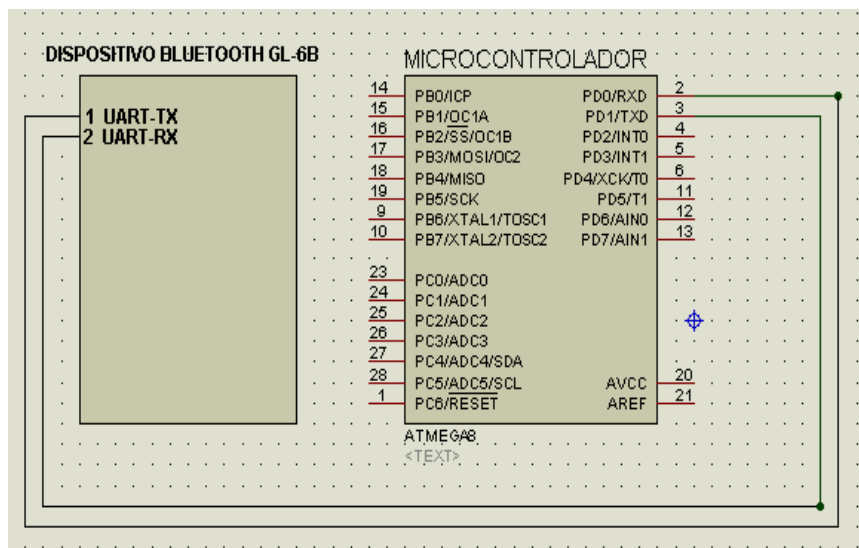 DISPOSITIVO BLUETOOTH GL-6B
1 UART-TX
2 UART-RX
MICROCONTROLADOR
14 PB0/ICP PD0/RXD 2
15 PB1/OC1A PD1/TXD 3
16 PB2/SS/OC1B PD2/INT0 4
17 PB3/MOSI/OC2 PD3/INT1 5
18 PB4/MISO PD4/XCK/T0 6
19 PB5/SCK PD5/T1 11
9 PB6/XTAL1/TOSC1 PD6/AIN0 12
10 PB7/XTAL2/TOSC2 PD7/AIN1 13
23 PC0/ADC0
24 PC1/ADC1
25 PC2/ADC2
26 PC3/ADC3
27 PC4/ADC4/SDA
28 PC5/ADC5/SCL AVCC 20
1 PC6/RESET AREF 21
ATMEGA8
<TEXT>